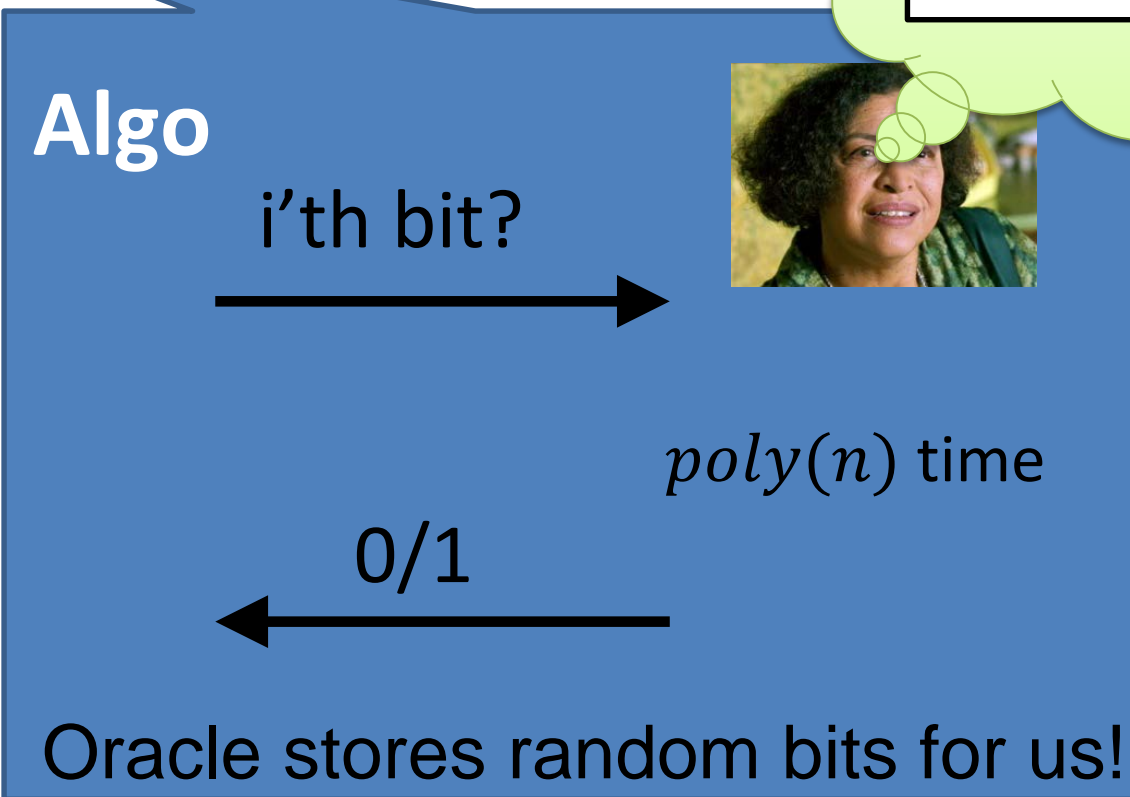 Algo
i’th bit?
𝑝𝑜𝑙𝑦(𝑛) time
0/1
Oracle stores random bits for us!